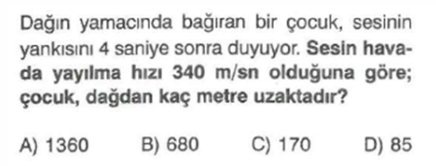 Dağın yamacında bağıran bir çocuk, sesinin
yankısını 4 saniye sonra duyuyor. Sesin hava-
da yayılma hızı 340 m/sn olduğuna göre;
çocuk, dağdan kaç metre uzaktadır?
A) 1360 B) 680 C) 170 D) 85